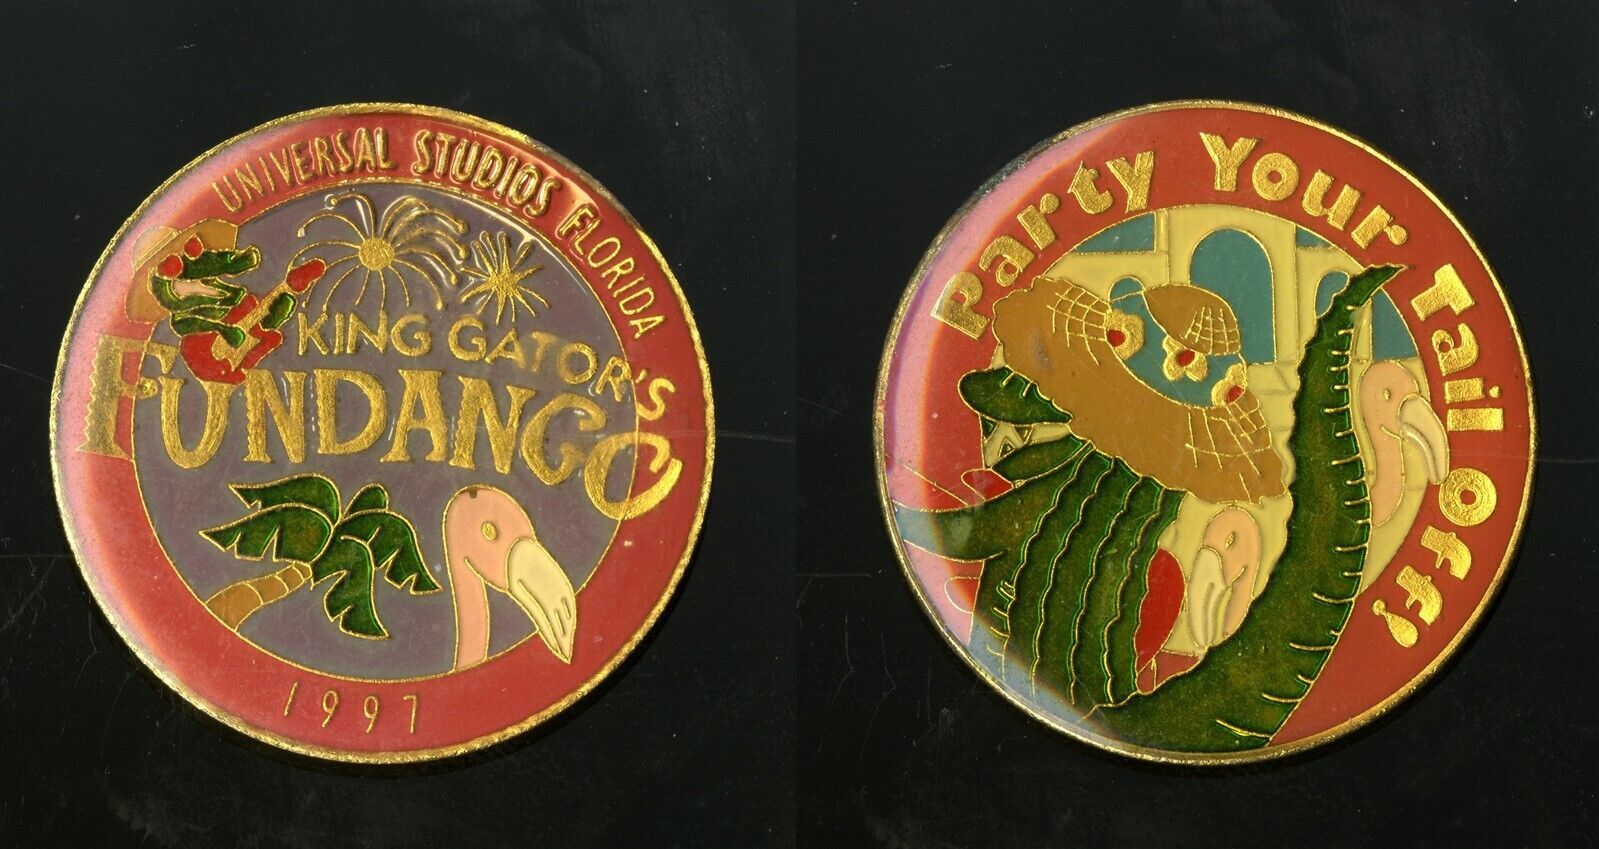 UNIVERSAL STUDIOS FLORIDA
KING GATOR'S
FUNDANGO
1997
Party Your Tail Off!